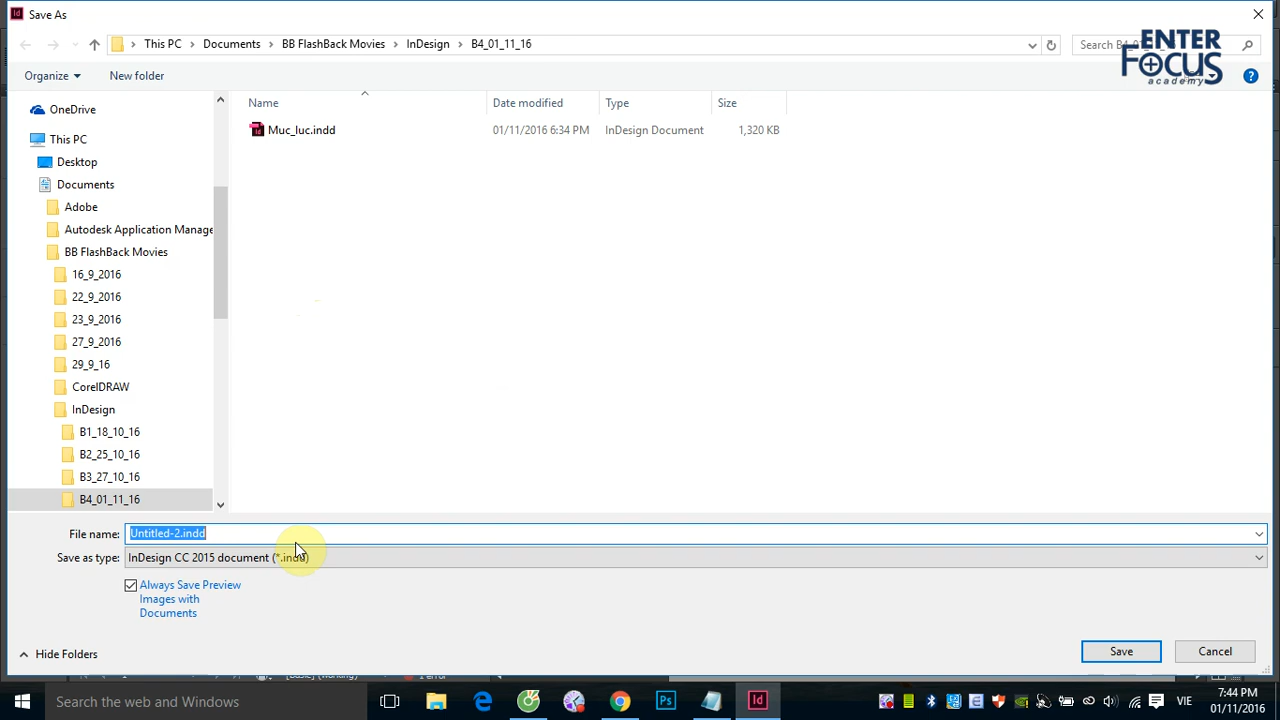 Save As
This PC > Documents > BB FlashBack Movies > InDesign > B4_01_11_16
Search
ENTER
FOCUS
academy
Organize
New folder
Name
Date modified
Type
Size
Muc_luc.indd
01/11/2016 6:34 PM
InDesign Document
1,320 KB
OneDrive
This PC
Desktop
Documents
Adobe
Autodesk Application Manage
BB FlashBack Movies
16_9_2016
22_9_2016
23_9_2016
27_9_2016
29_9_16
CorelDRAW
InDesign
B1_18_10_16
B2_25_10_16
B3_27_10_16
B4_01_11_16
File name: Untitled-2.indd
Save as type: InDesign CC 2015 document (*.indd)
Always Save Preview
Images with
Documents
Hide Folders
Save
Cancel
Search the web and Windows
Ps
Id
VIE
7:44 PM
01/11/2016